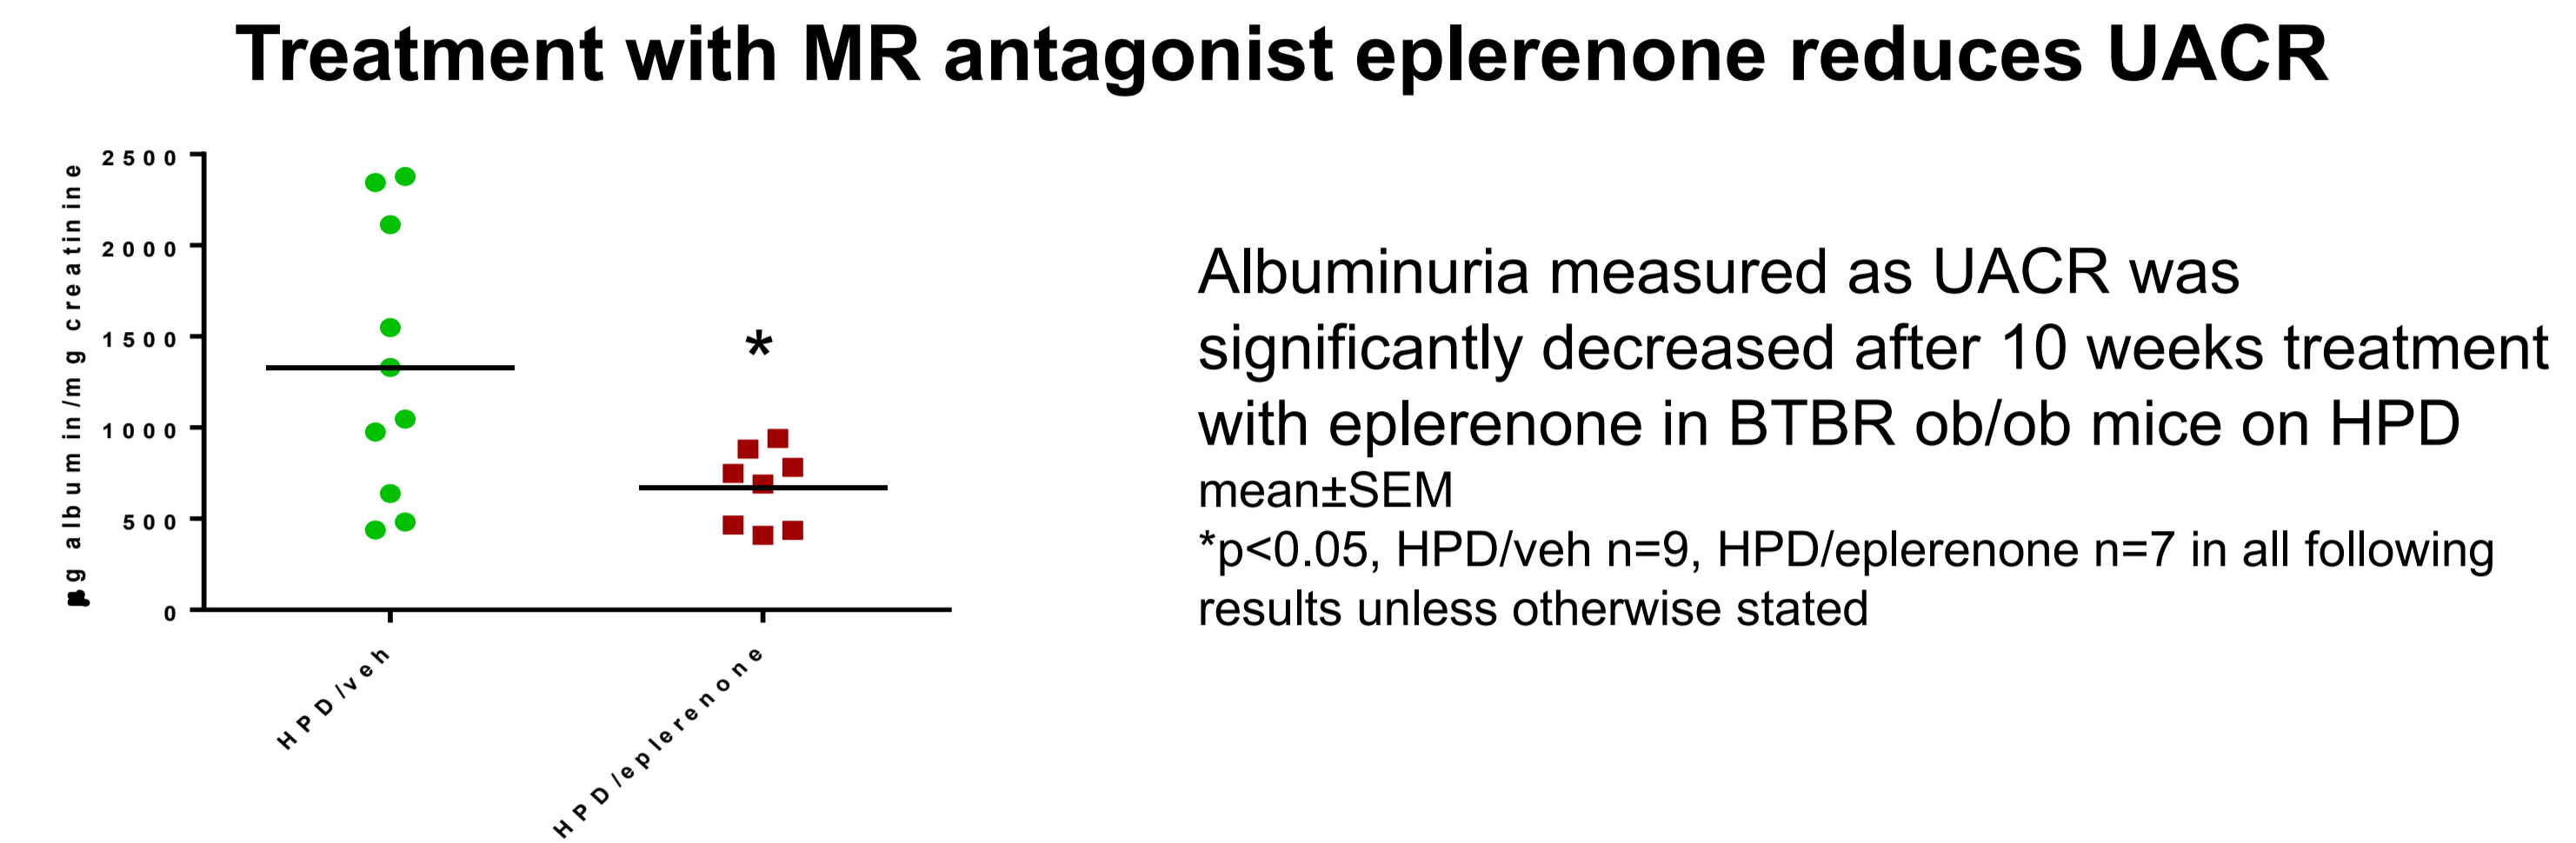 Treatment with MR antagonist eplerenone reduces UACR
2500
2000
1500
1000
500
0
µg albumin/mg creatinine
*
HPD/veh
HPD/eplerenone
Albuminuria measured as UACR was
significantly decreased after 10 weeks treatment
with eplerenone in BTBR ob/ob mice on HPD
mean±SEM
*p<0.05, HPD/veh n=9, HPD/eplerenone n=7 in all following
results unless otherwise stated